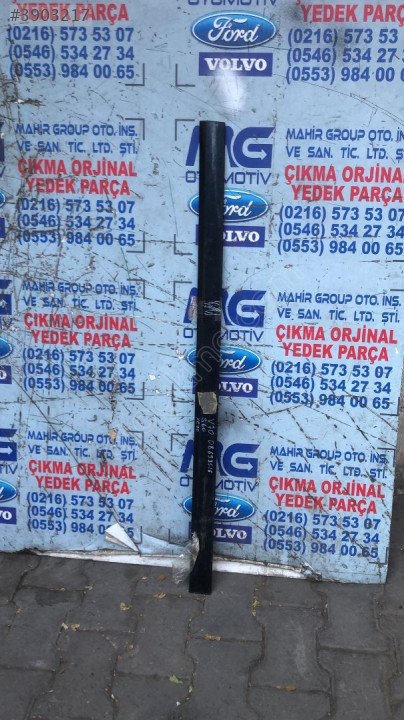 #3903217
(0216) 573 53 07
(0546) 534 27 34
(0553) 984 00 65
OTOMOTİV
Ford
VOLVO
(0216) 573 53 07
(0546) 534 27 34
(0553) 984 00 65
MAHİR GROUP OTO. İNŞ.
VE SAN. TİC. LTD. ŞTİ.
ÇIKMA ORJİNAL
YEDEK PARÇA
(0216) 573 53 07
(0546) 534 27 34
(0553) 984 00 65
MG
OTOMOTİV
Ford
VOLVO
MAHİR GROUP OTO. İNŞ.
VE SAN. TİC. LTD. ŞTİ.
ÇIKMA ORJİNAL
YEDEK PARÇA
(0216) 573 53 07
(0546) 534 27 34
(0553) 984 00 65
MAHİR GROUP OTO. İNŞ.
VE SAN. TİC. LTD. ŞTİ.
ÇIKMA ORJİNAL
YEDEK PARÇA
(0216) 573 53 07
(0546) 534 27 34
(0553) 984 00 65
MG
OTOMOTİV
Ford
VOLVO
MAHİR GROUP OTO. İNŞ.
VE SAN. TİC. LTD. ŞTİ.
ÇIKMA ORJİNAL
YEDEK PARÇA
(0216) 573 53 07
(0546) 534 27 34
(0553) 984 00 65
MAHİR GROUP OTO. İNŞ.
VE SAN. TİC. LTD. ŞTİ.
ÇIKMA ORJİNAL
YEDEK PARÇA
(0216) 573 53 07
(0546) 534 27 34
(0553) 984 00 65
MG
OTOMOTİV
Ford
VOLVO
MAHİR GROUP OTO. İNŞ.
VE SAN. TİC. LTD. ŞTİ.
ÇIKMA ORJİNAL
YEDEK PARÇA
(0216) 573 53 07
(0546) 534 27 34
(0553) 984 00 65